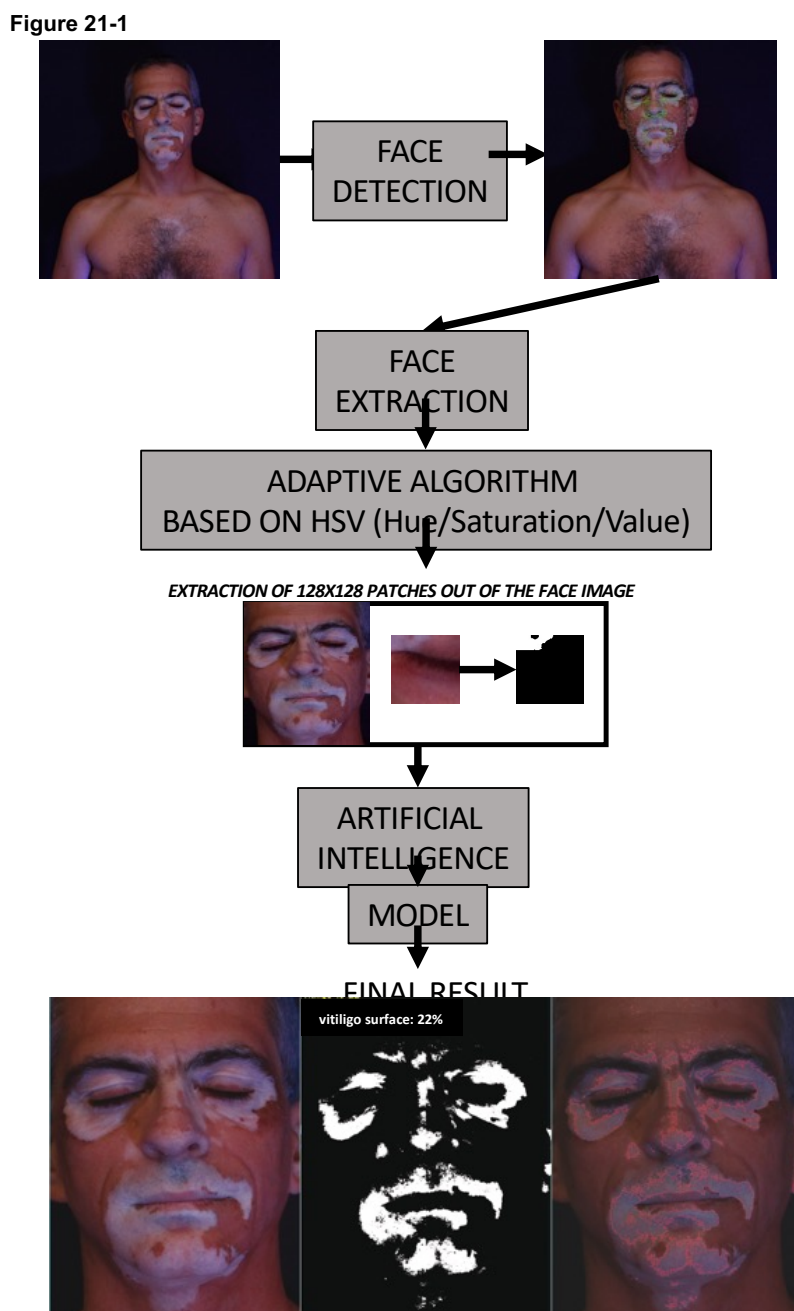 Figure 21-1
FACE
DETECTION
FACE
EXTRACTION
ADAPTIVE ALGORITHM
BASED ON HSV (Hue/Saturation/Value)
EXTRACTION OF 128X128 PATCHES OUT OF THE FACE IMAGE
ARTIFICIAL
INTELLIGENCE
MODEL
FINAL RESULT
vitiligo surface: 22%